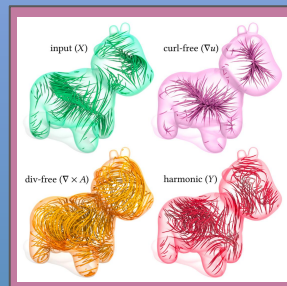 input (X)
curl-free (∇u)
div-free (∇ × A)
harmonic (Y)